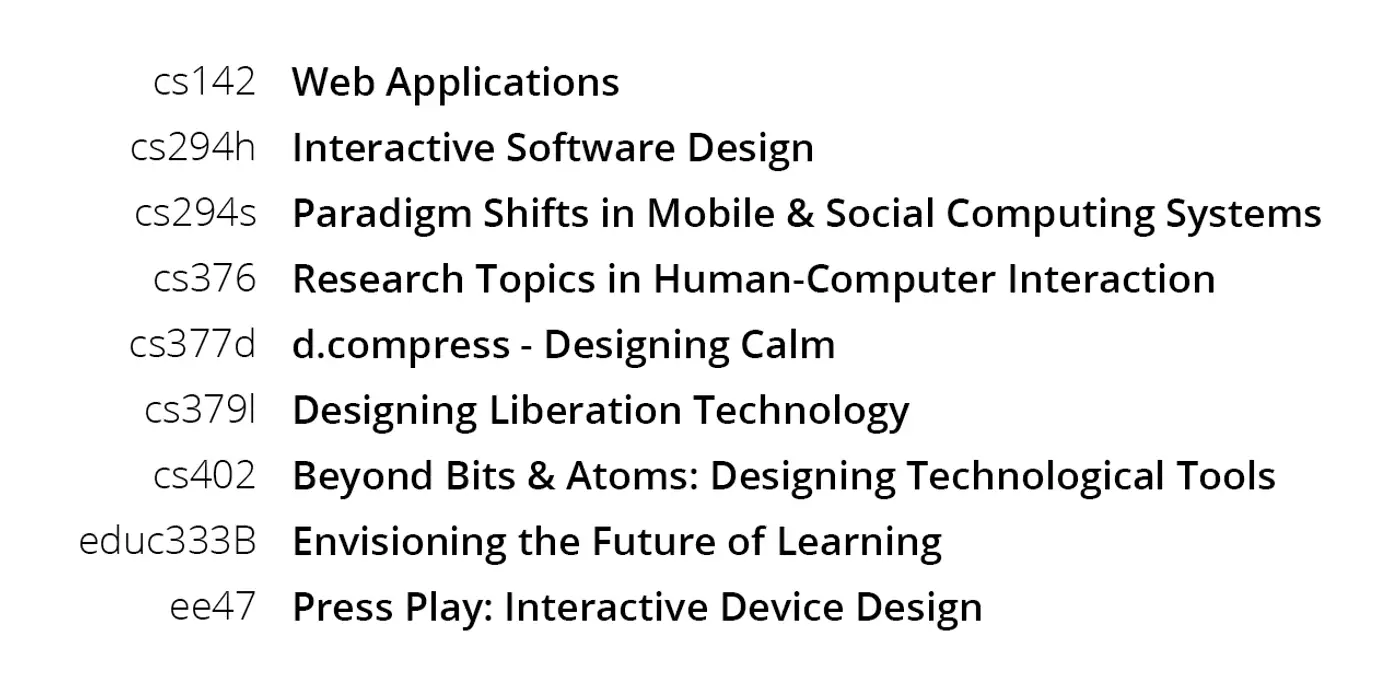 cs142 Web Applications
cs294h Interactive Software Design
cs294s Paradigm Shifts in Mobile & Social Computing Systems
cs376 Research Topics in Human-Computer Interaction
cs377d d.compress - Designing Calm
cs379l Designing Liberation Technology
cs402 Beyond Bits & Atoms: Designing Technological Tools
educ333B Envisioning the Future of Learning
ee47 Press Play: Interactive Device Design